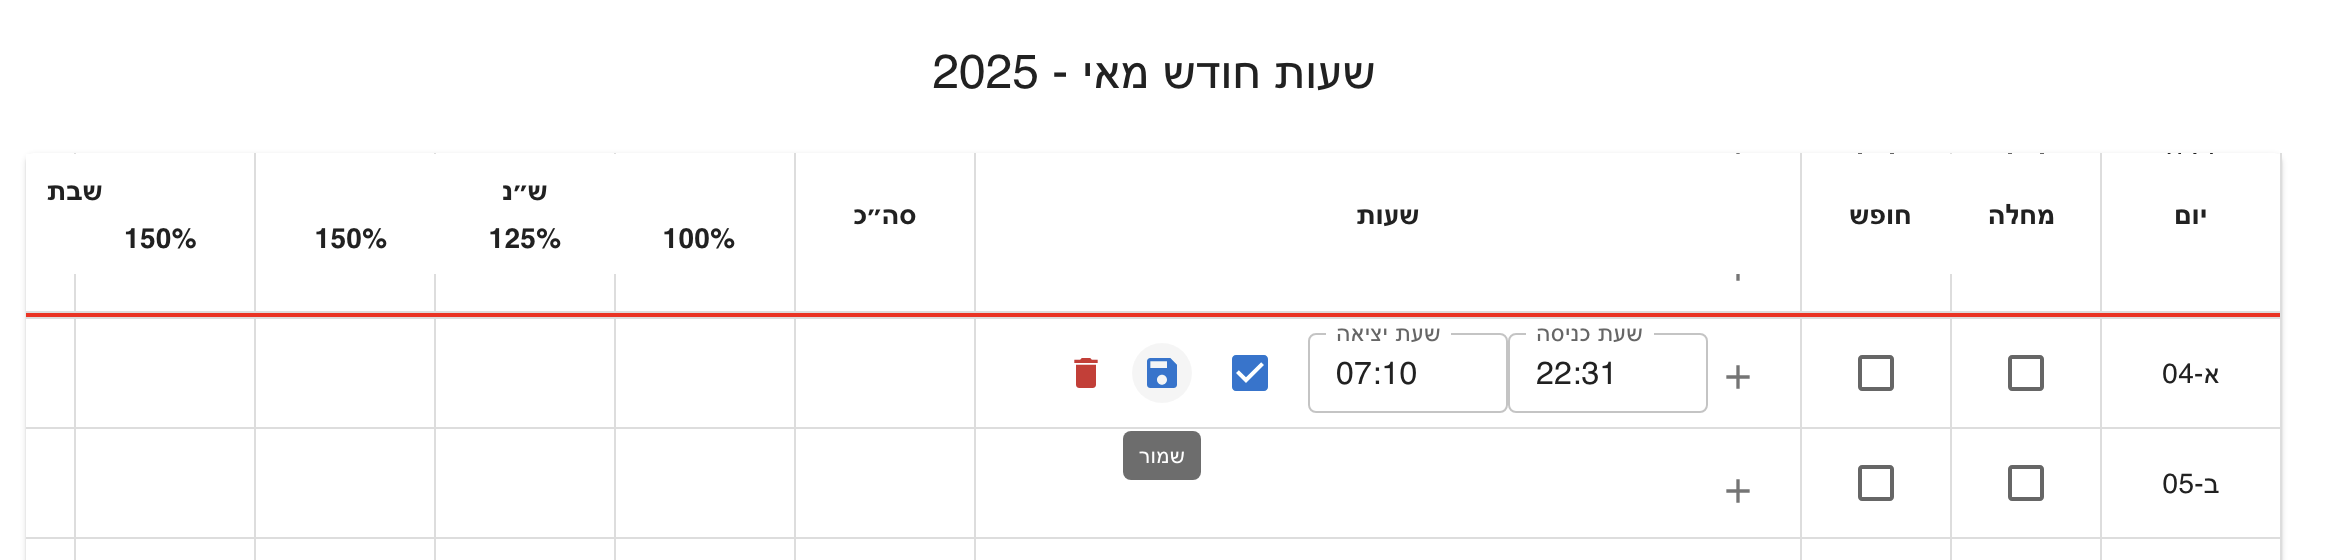 שעות חודש מאי - 2025
יום
מחלה
חופש
שעות
סה״כ
ש״נ
100%
125%
150%
שבת
150%
א-04
שעת כניסה
22:31
שעת יציאה
07:10
שמור
ב-05